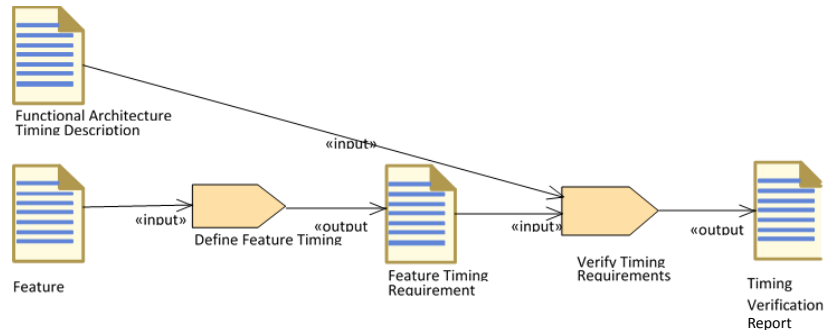 Functional Architecture
Timing Description
«input»
«input»
Define Feature Timing
«output
«input»
«output
Feature
Feature Timing
Requirement
Verify Timing
Requirements
Timing
Verification
Report